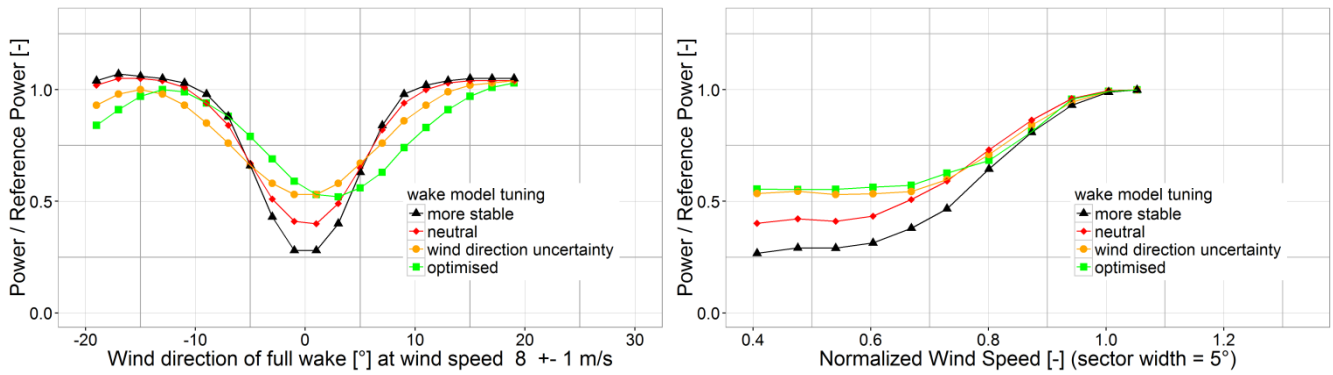 Power / Reference Power [-]
1.0
0.5
0.0
wake model tuning
more stable
neutral
wind direction uncertainty
optimised
-20 -10 0 10 20 30
Wind direction of full wake [°] at wind speed 8 +- 1 m/s
Power / Reference Power [-]
1.0
0.5
0.0
wake model tuning
more stable
neutral
wind direction uncertainty
optimised
0.4 0.6 0.8 1.0 1.2
Normalized Wind Speed [-] (sector width = 5°)